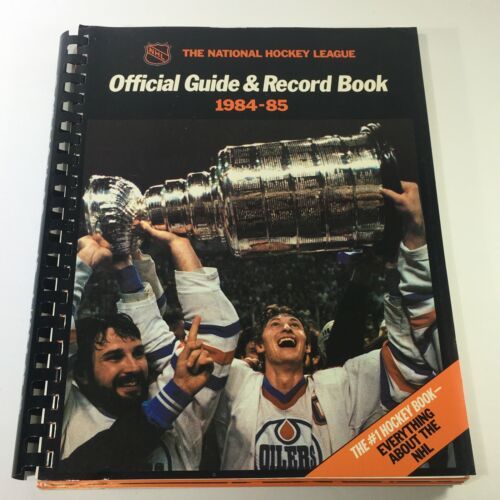 NHL
THE NATIONAL HOCKEY LEAGUE
Official Guide & Record Book
1984-85
OILERS
THE #1 HOCKEY BOOK—
EVERYTHING
ABOUT THE
NHL